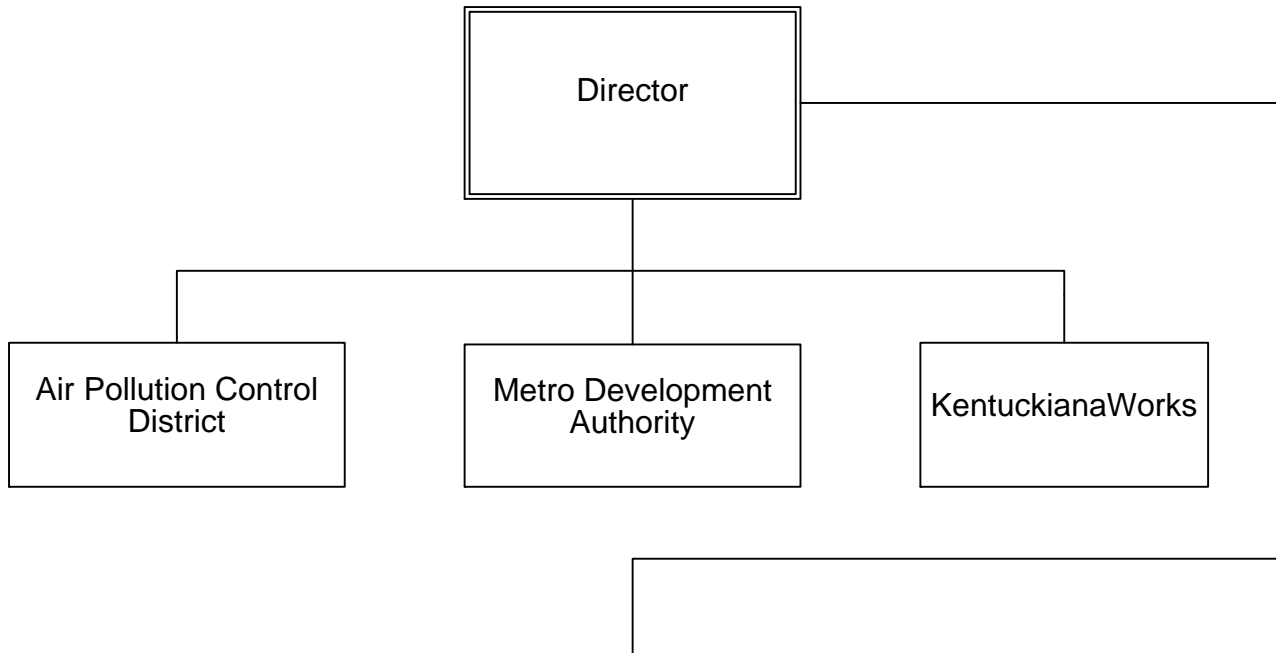 Director
Air Pollution Control
District
Metro Development
Authority
KentuckianaWorks